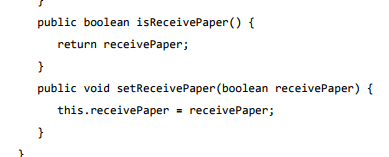 }
public boolean isReceivePaper() {
return receivePaper;
}
public void setReceivePaper(boolean receivePaper) {
this.receivePaper = receivePaper;
}
}